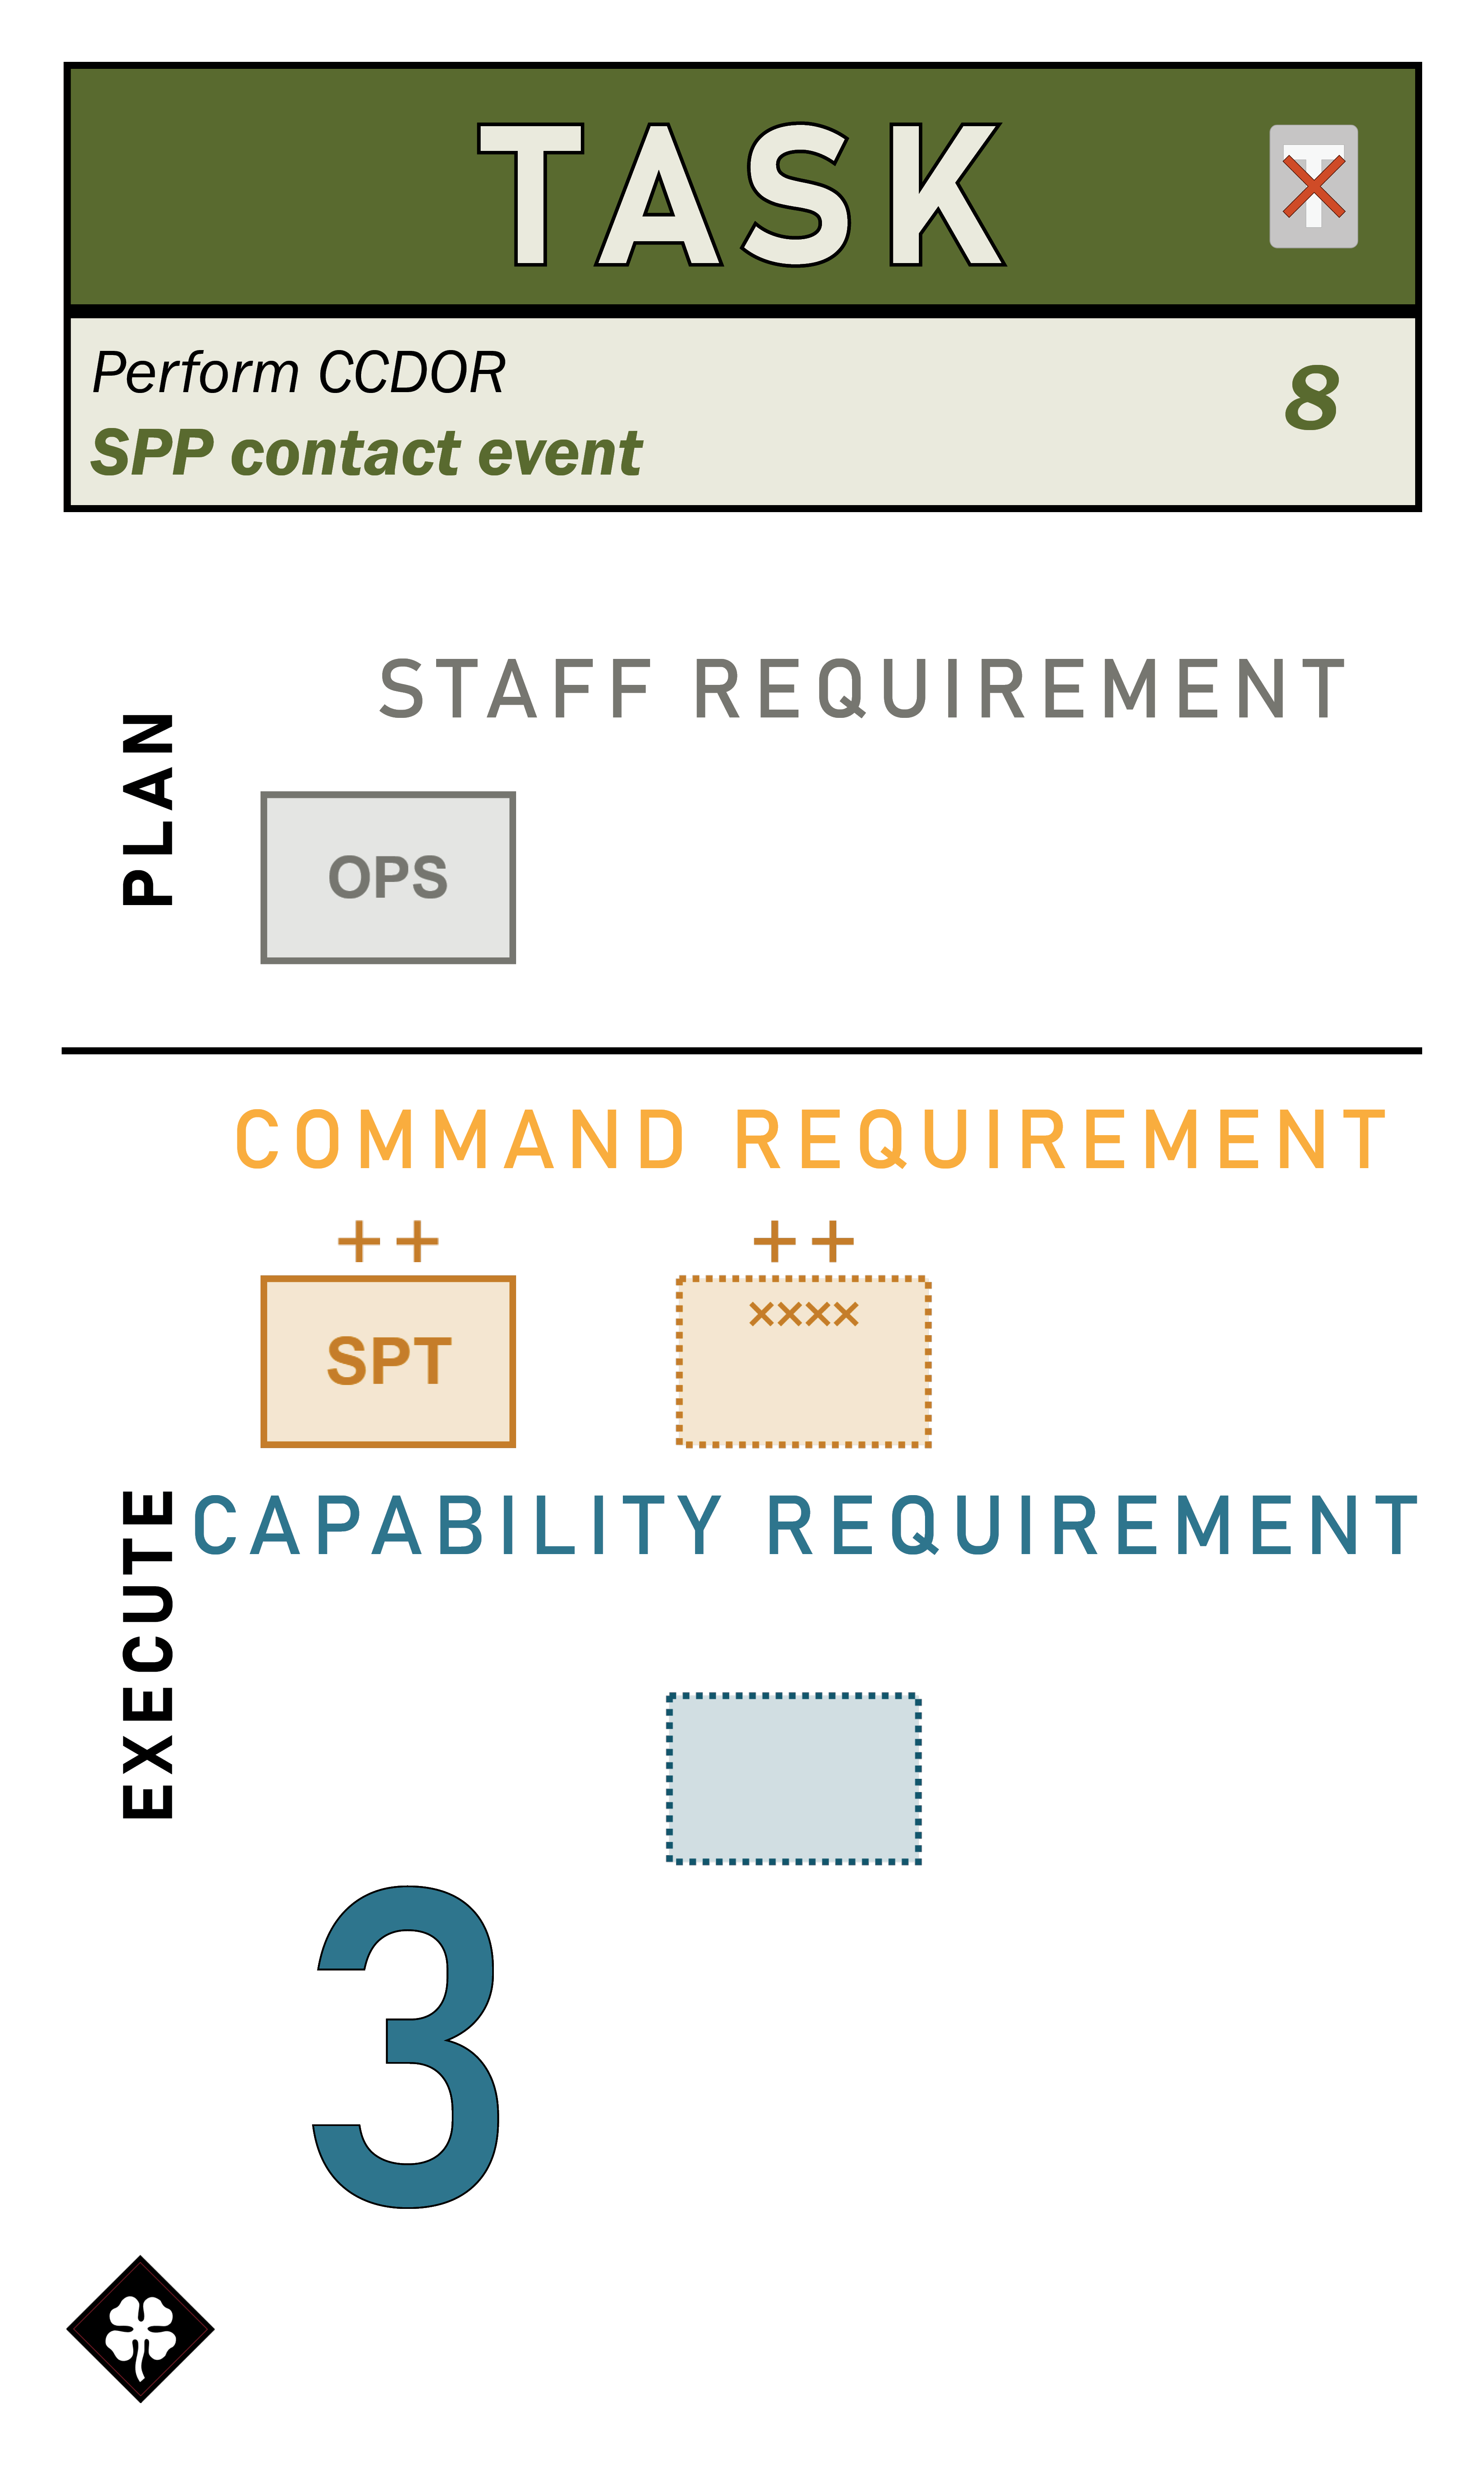 TASK
T
Perform CCDOR
8
SPP contact event
PLAN
STAFF REQUIREMENT
OPS
COMMAND REQUIREMENT
++ ++
××××
SPT
EXECUTE
CAPABILITY REQUIREMENT
3